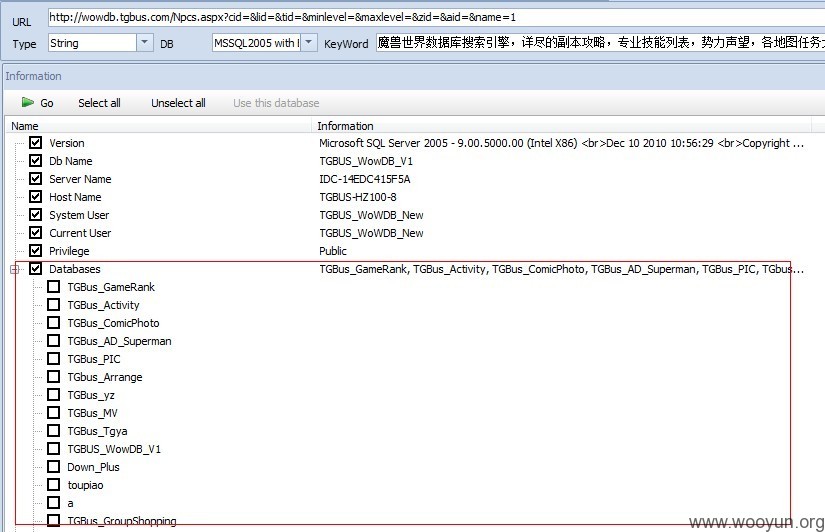 URL http://wowdb.tgbus.com/Npcs.aspx?cid=&lid=&tid=&minlevel=&maxlevel=&zid=&aid=&name=1
Type String DB MSSQL2005 with KeyWord 魔兽世界数据库搜索引擎，详尽的副本攻略，专业技能列表，势力声望，各地图任务
Information
Go Select all Unselect all Use this database
Name Information
Version Microsoft SQL Server 2005 - 9.00.5000.00 (Intel X86) <br>Dec 10 2010 10:56:29 <br>Copyright ...
Db Name TGBUS_WowDB_V1
Server Name IDC-14EDC415F5A
Host Name TGBUS-HZ100-8
System User TGBUS_WoWDB_New
Current User TGBUS_WoWDB_New
Privilege Public
Databases TGBus_GameRank, TGBus_Activity, TGBus_ComicPhoto, TGBus_AD_Superman, TGBus_PIC, TGbus...
TGBus_GameRank
TGBus_Activity
TGBus_ComicPhoto
TGBus_AD_Superman
TGBus_PIC
TGBus_Arrange
TGBus_yz
TGBus_MV
TGBus_Tgya
TGBUS_WowDB_V1
Down_Plus
toupiao
a
TGBus_GroupShopping
www.wooyun.org